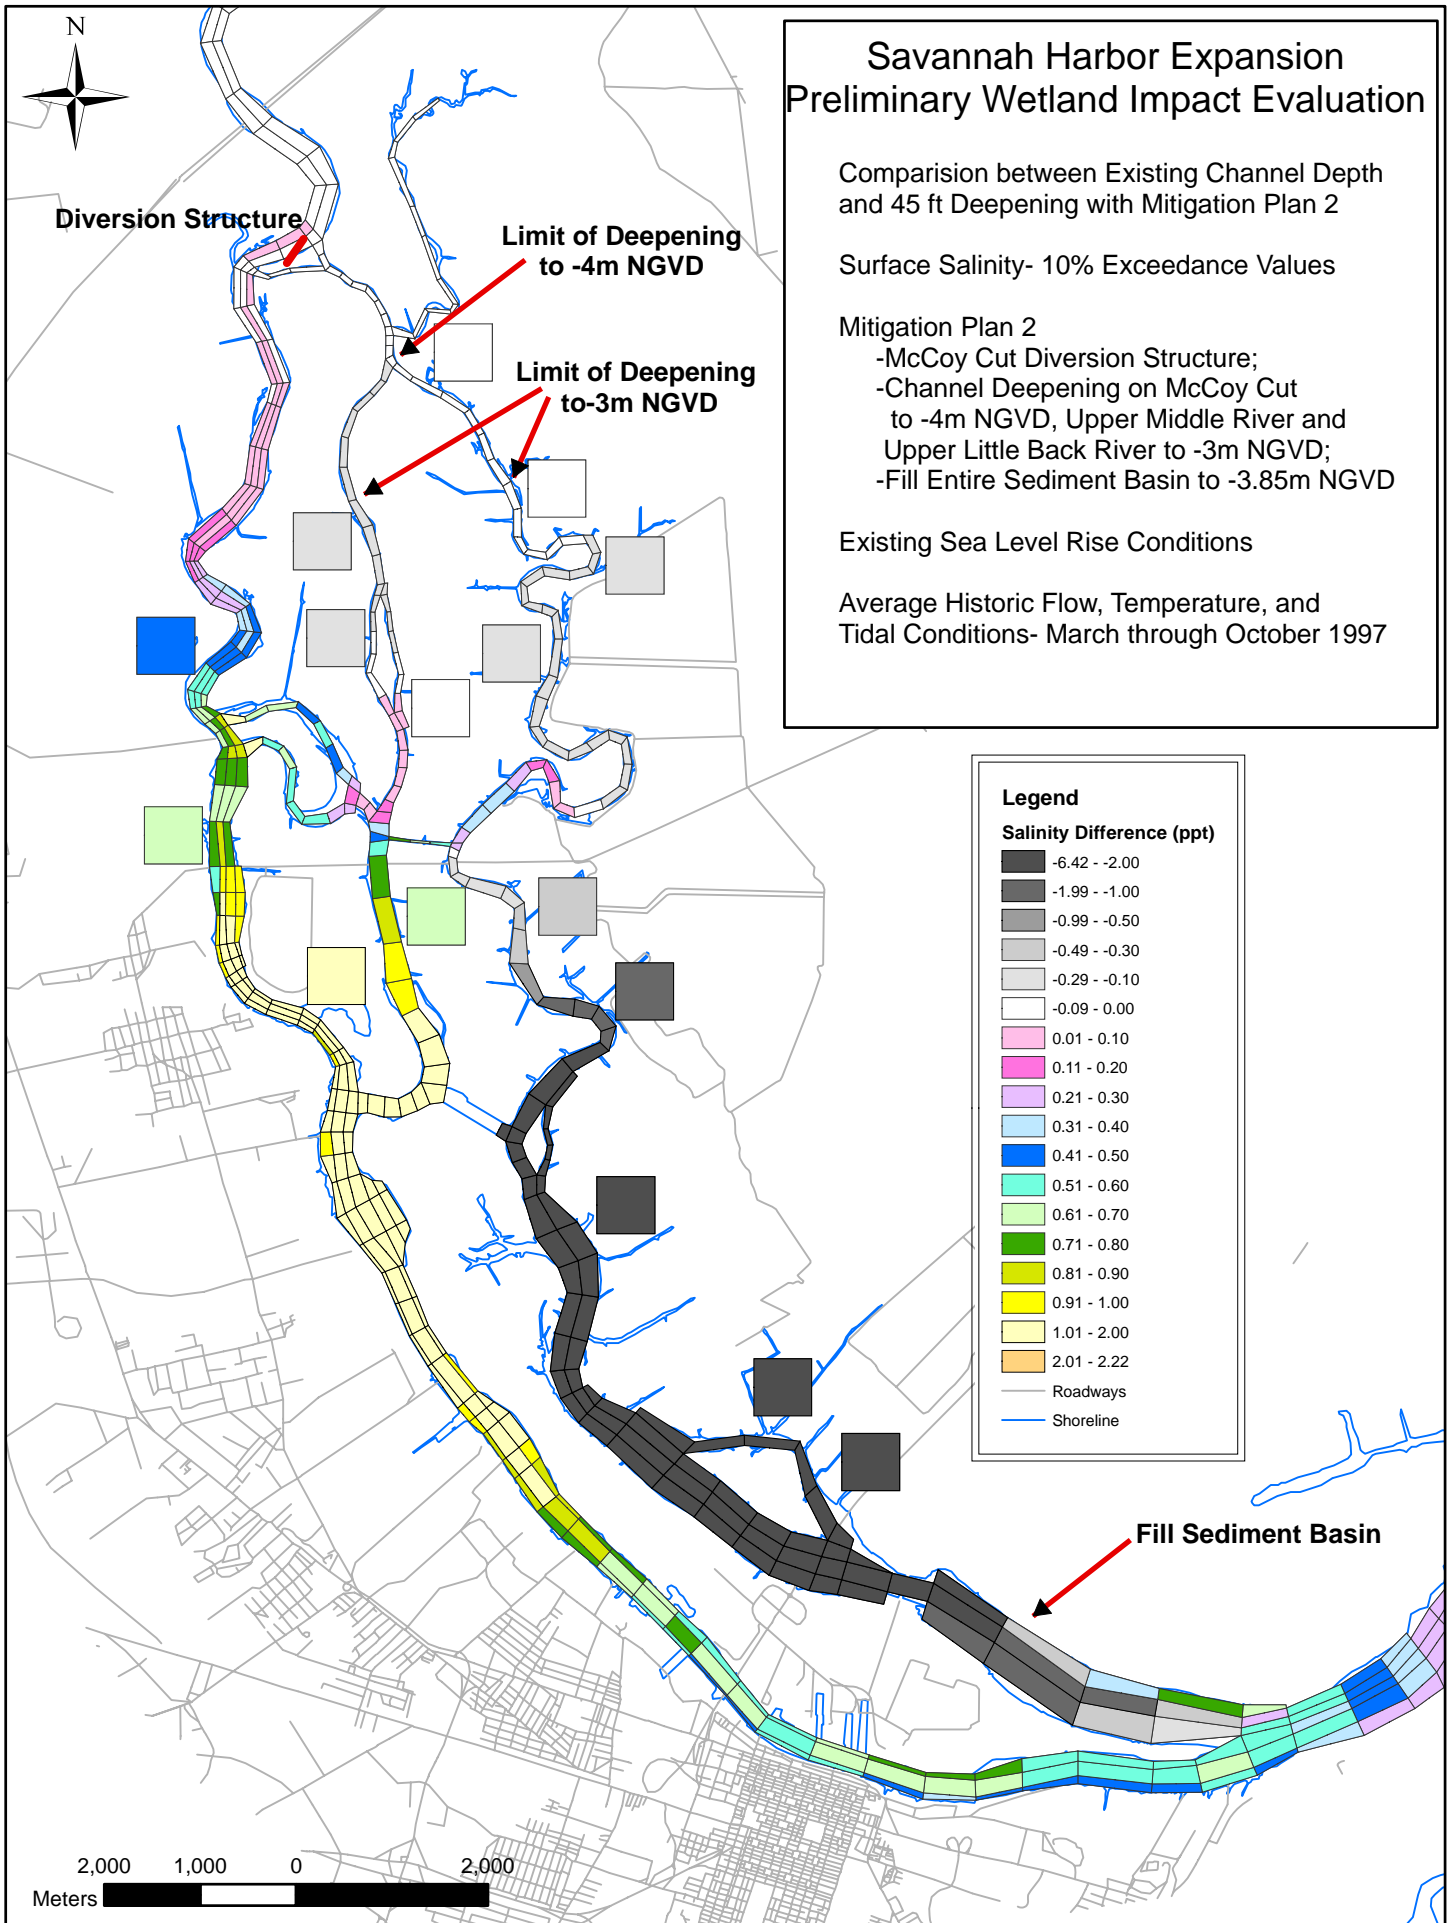 N
Savannah Harbor Expansion
Preliminary Wetland Impact Evaluation
Comparision between Existing Channel Depth
and 45 ft Deepening with Mitigation Plan 2
Surface Salinity- 10% Exceedance Values
Mitigation Plan 2
-McCoy Cut Diversion Structure;
-Channel Deepening on McCoy Cut
to -4m NGVD, Upper Middle River and
Upper Little Back River to -3m NGVD;
-Fill Entire Sediment Basin to -3.85m NGVD
Existing Sea Level Rise Conditions
Average Historic Flow, Temperature, and
Tidal Conditions- March through October 1997
Diversion Structure
Limit of Deepening
to -4m NGVD
Limit of Deepening
to-3m NGVD
Legend
Salinity Difference (ppt)
-6.42 - -2.00
-1.99 - -1.00
-0.99 - -0.50
-0.49 - -0.30
-0.29 - -0.10
-0.09 - 0.00
0.01 - 0.10
0.11 - 0.20
0.21 - 0.30
0.31 - 0.40
0.41 - 0.50
0.51 - 0.60
0.61 - 0.70
0.71 - 0.80
0.81 - 0.90
0.91 - 1.00
1.01 - 2.00
2.01 - 2.22
Roadways
Shoreline
Fill Sediment Basin
2,000 1,000 0 2,000
Meters